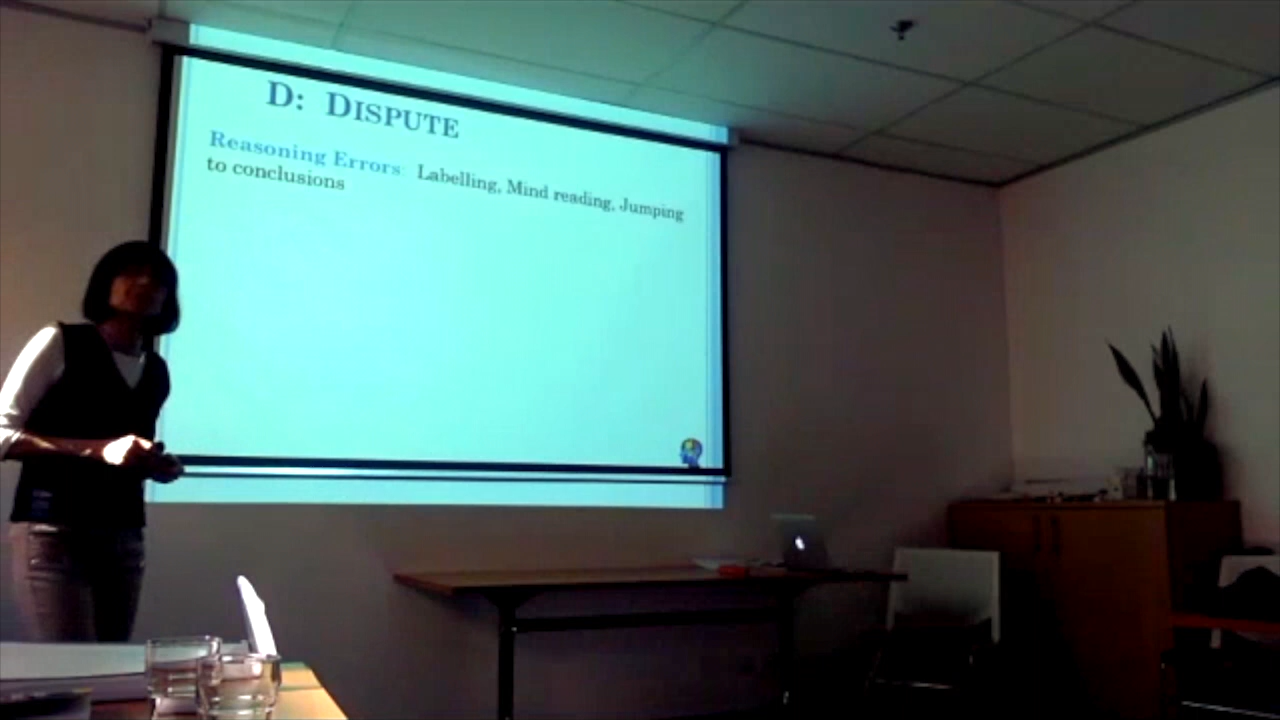 D: DISPUTE
Reasoning Errors: Labelling, Mind reading, Jumping
to conclusions